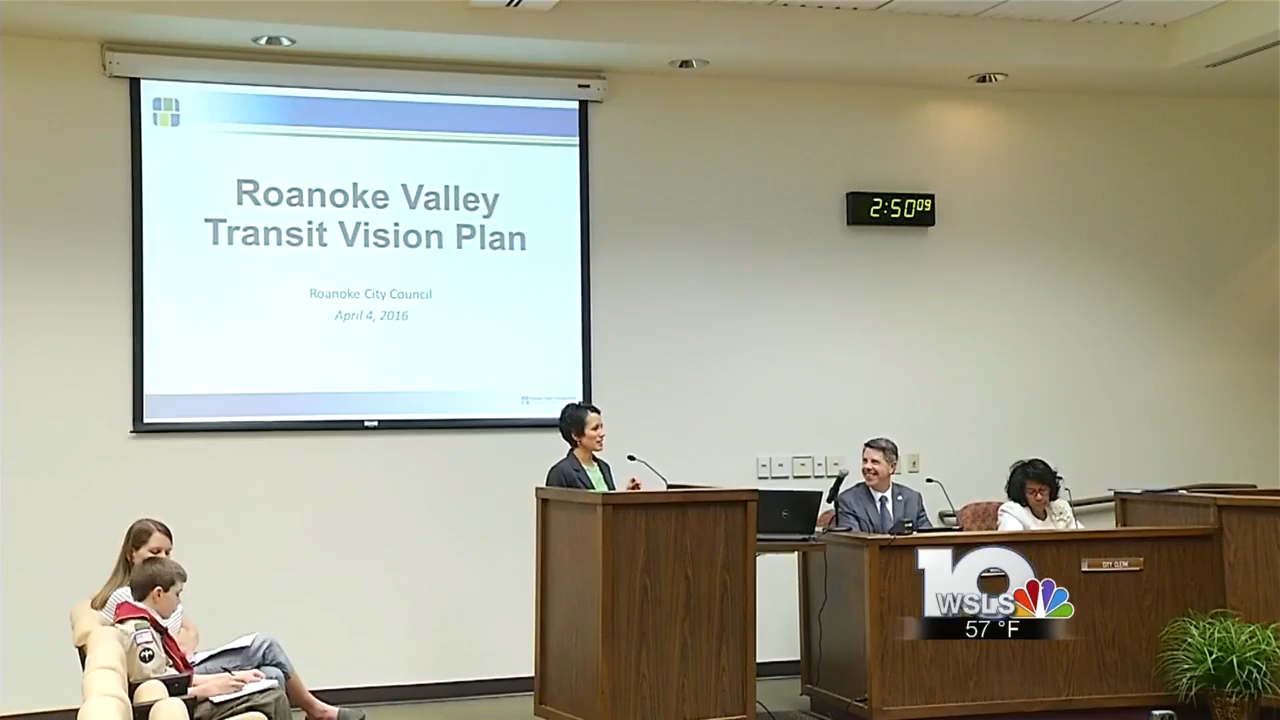 Roanoke Valley
Transit Vision Plan
Roanoke City Council
April 4, 2016
2:50 09
CITY CLERK
10
WSLS
57 °F